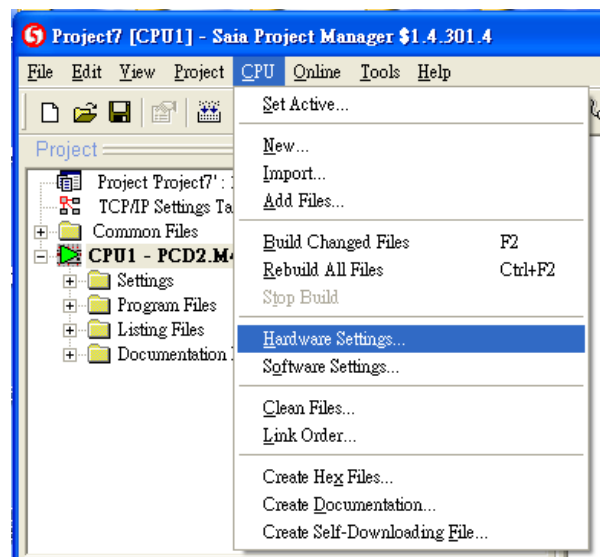 Project7 [CPU1] - Saia Project Manager $1.4.301.4
File Edit View Project CPU Online Tools Help
Set Active...
Project
New...
Import...
Add Files...
Project 'Project7' :
TCP/IP Settings Ta
Common Files
CPU1 - PCD2.M4
Settings
Program Files
Listing Files
Documentation
Build Changed Files F2
Rebuild All Files Ctrl+F2
Stop Build
Hardware Settings...
Software Settings...
Clean Files...
Link Order...
Create Hex Files...
Create Documentation...
Create Self-Downloading File...